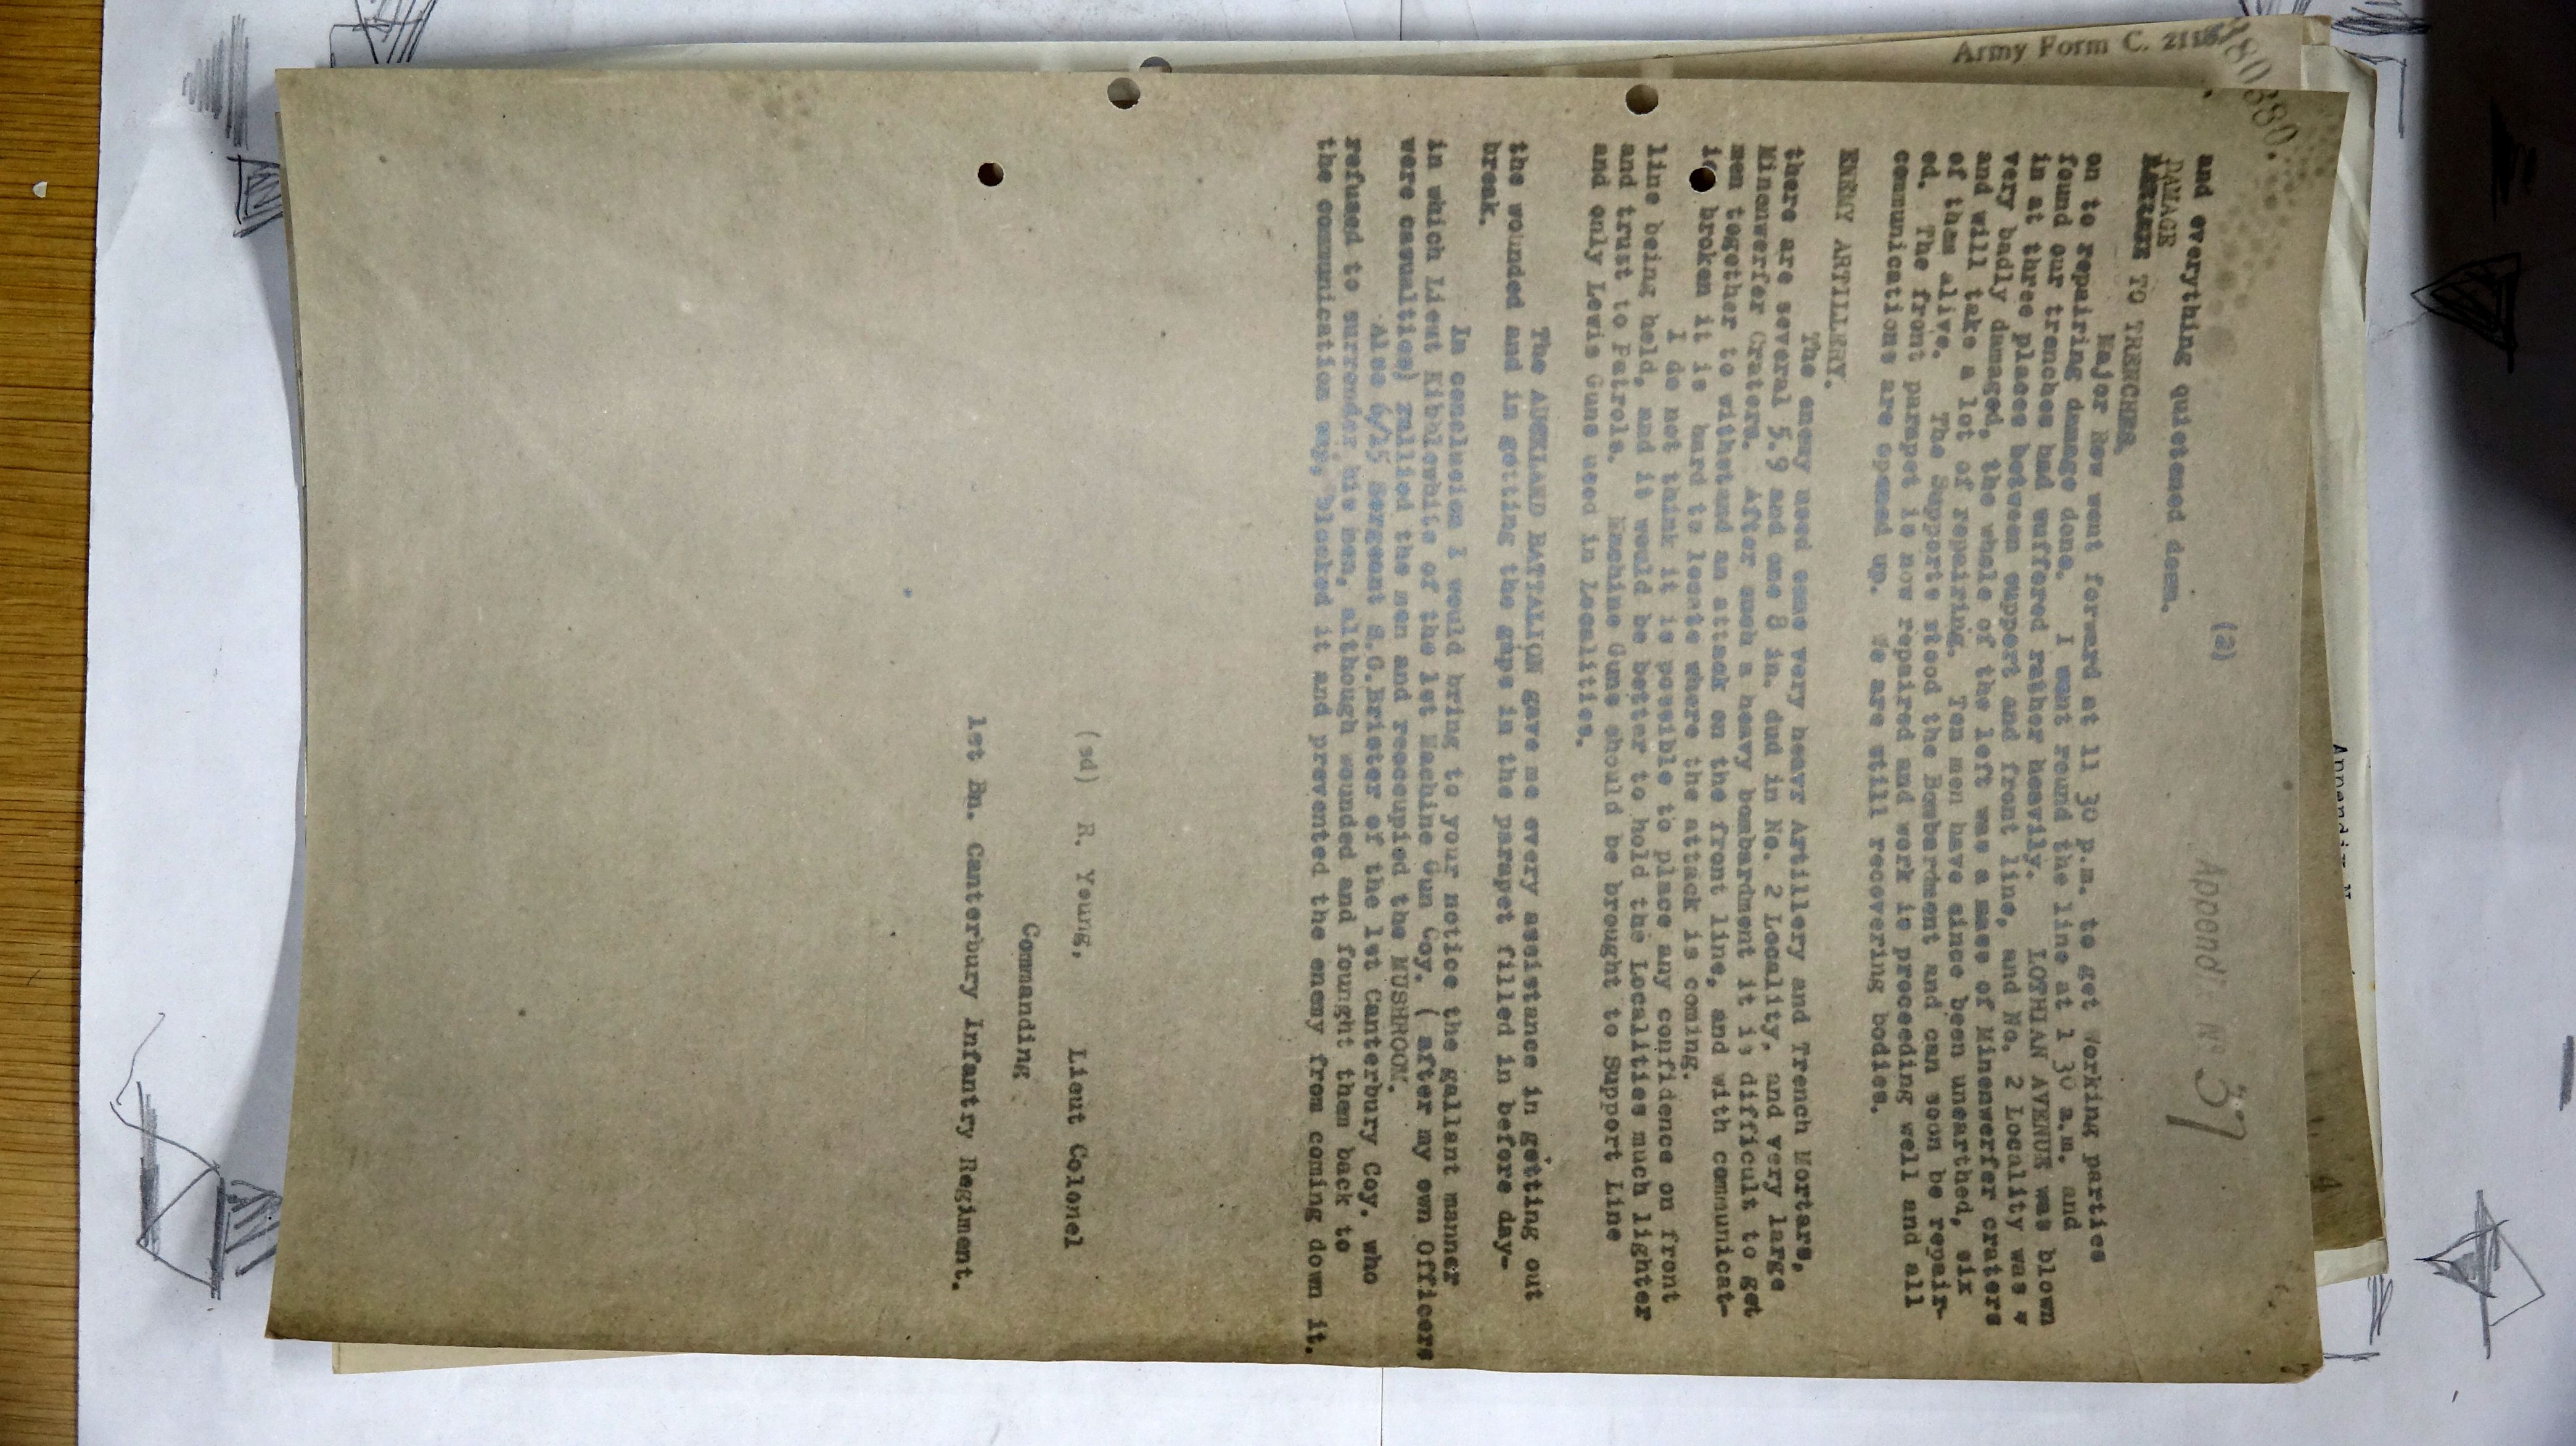 Army Form C. 2118
(2)
Appendix No 37
and everything quietened down.
DAMAGE
TO TRENCHES
Major Row went forward at 11 30 p.m. to get Working parties
on to repairing damage done. I went round the line at 1 30 a.m. and
found our trenches had suffered rather heavily. LOTHIAN AVENUE was blown
in at three places between support and front line, and No. 2 Locality was v
very badly damaged, the whole of the left was a mass of Minenwerfer craters
and will take a lot of repairing. Ten men have since been unearthed, six
of them alive. The Supports stood the Bombardment and can soon be repair-
ed. The front parapet is now repaired and work is proceeding well and all
communications are opened up. We are still recovering bodies.
ENEMY ARTILLERY.
The enemy used some very heavy Artillery and Trench Mortars,
there are several 5.9 and one 8 in. dud in No. 2 Locality, and very large
Minenwerfer Craters. After such a heavy bombardment it is difficult to get
men together to withstand an attack on the front line, and with communicat-
io broken it is hard to locate where the attack is coming.
I do not think it is possible to place any confidence on front
line being held, and it would be better to hold the Localities much lighter
and trust to Patrols. Machine Guns should be brought to Support Line
and only Lewis Guns used in Localities.
The AUCKLAND BATTALION gave me every assistance in getting out
the wounded and in getting the gaps in the parapet filled in before day-
break.
In conclusion I would bring to your notice the gallant manner
in which Lieut Kibblewhite of the 1st Machine Gun Coy. ( after my own Officers
were casualties) rallied the men and reoccupied the MUSHROOM.
Also 6/15 Sergeant S.G.Brister of the 1st Canterbury Coy. who
refused to surrender his men, although wounded and fought them back to
the communication way, blocked it and prevented the enemy from coming down it.
(sd) R. Young, Lieut Colonel
Commanding
1st Bn. Canterbury Infantry Regiment.